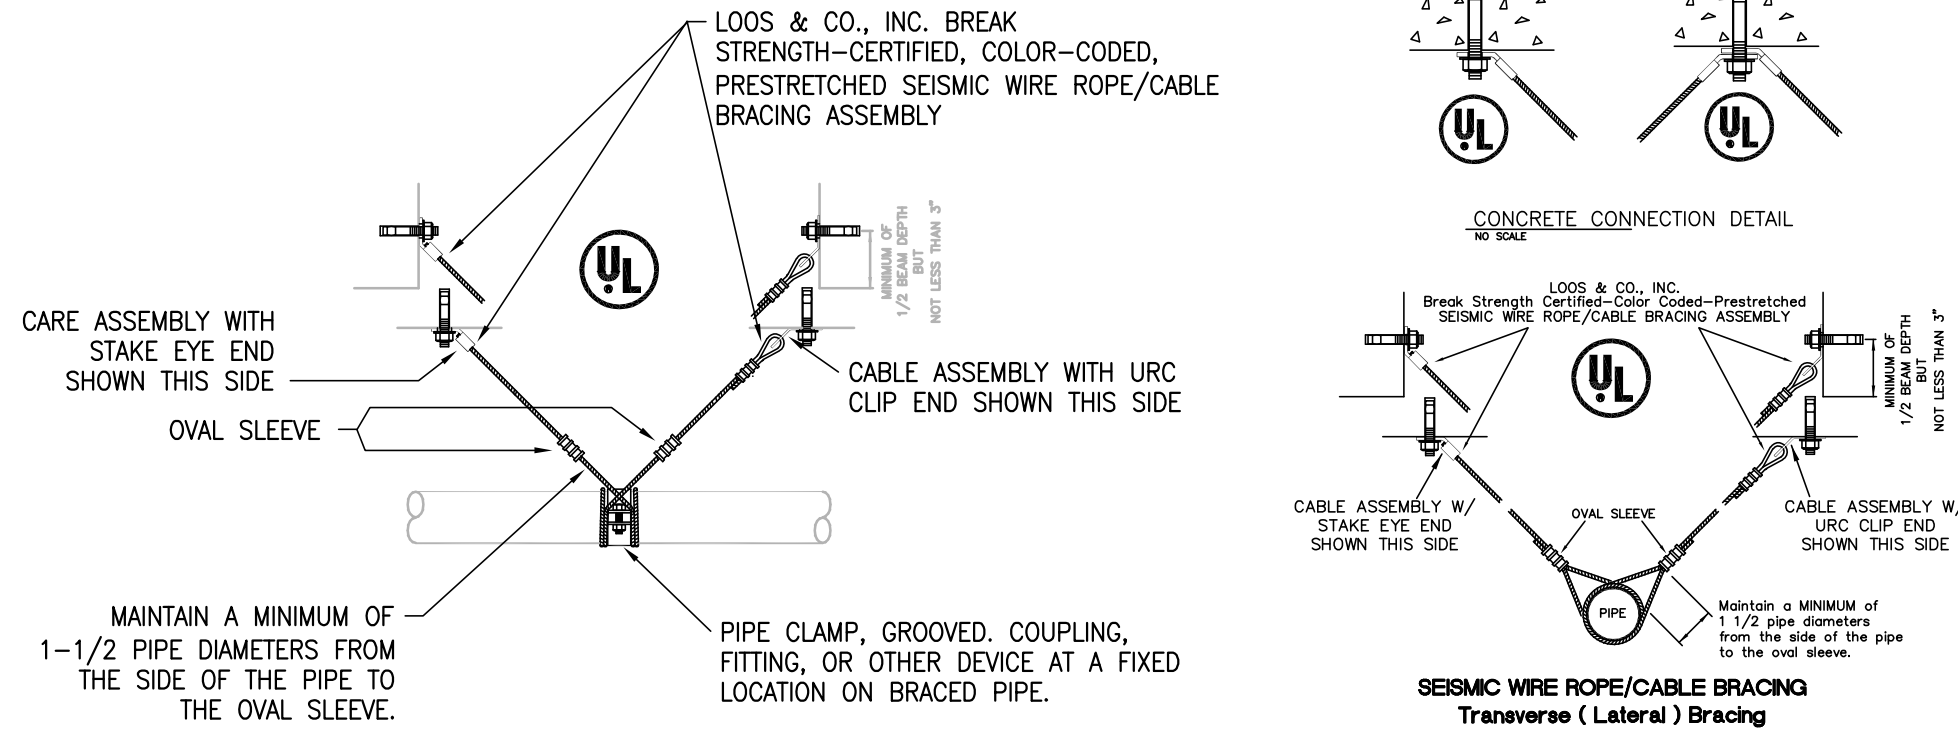 LOOS & CO., INC. BREAK
STRENGTH-CERTIFIED, COLOR-CODED,
PRESTRETCHED SEISMIC WIRE ROPE/CABLE
BRACING ASSEMBLY
UL
MINIMUM OF
1/2 BEAM DEPTH
BUT
NOT LESS THAN 3"
CARE ASSEMBLY WITH
STAKE EYE END
SHOWN THIS SIDE
OVAL SLEEVE
CABLE ASSEMBLY WITH URC
CLIP END SHOWN THIS SIDE
MAINTAIN A MINIMUM OF
1-1/2 PIPE DIAMETERS FROM
THE SIDE OF THE PIPE TO
THE OVAL SLEEVE.
PIPE CLAMP, GROOVED. COUPLING,
FITTING, OR OTHER DEVICE AT A FIXED
LOCATION ON BRACED PIPE.
UL
UL
CONCRETE CONNECTION DETAIL
NO SCALE
LOOS & CO., INC.
Break Strength Certified-Color Coded-Prestretched
SEISMIC WIRE ROPE/CABLE BRACING ASSEMBLY
UL
MINIMUM OF
1/2 BEAM DEPTH
BUT
NOT LESS THAN 3"
CABLE ASSEMBLY W/
STAKE EYE END
SHOWN THIS SIDE
OVAL SLEEVE
CABLE ASSEMBLY W/
URC CLIP END
SHOWN THIS SIDE
PIPE
Maintain a MINIMUM of
1 1/2 pipe diameters
from the side of the pipe
to the oval sleeve.
SEISMIC WIRE ROPE/CABLE BRACING
Transverse ( Lateral ) Bracing